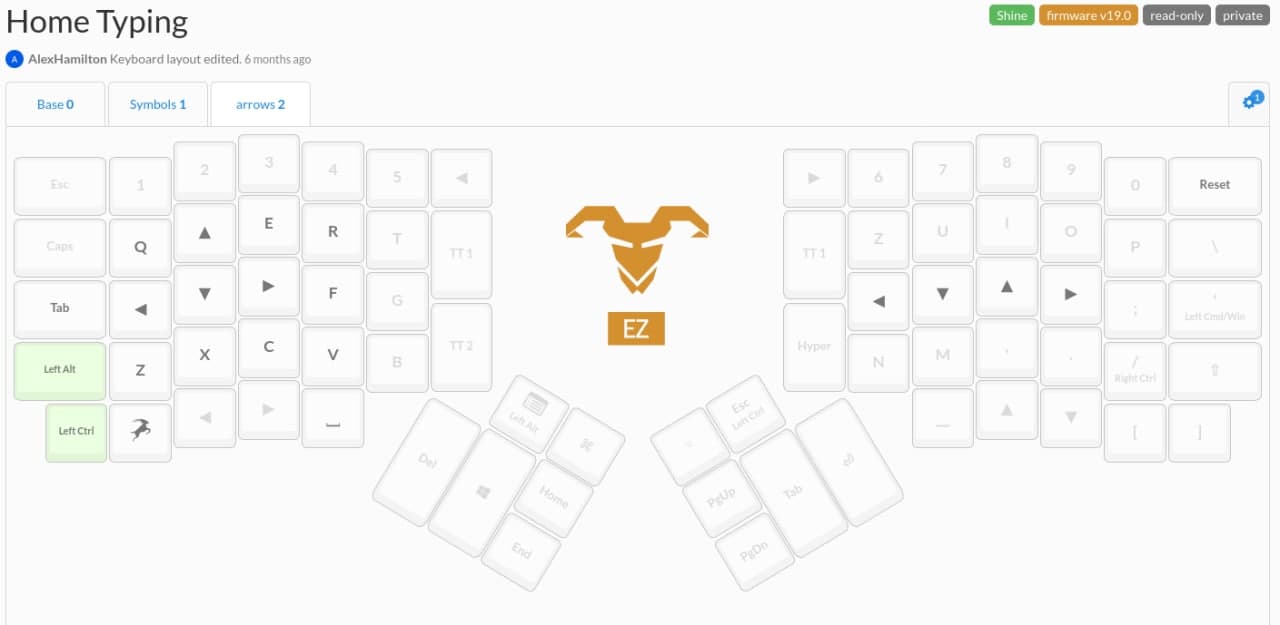 Home Typing
Shine firmware v19.0 read-only private
A AlexHamilton Keyboard layout edited. 6 months ago
Base 0 Symbols 1 arrows 2
1
Esc 1 2 3 4 5 ◀ ▶ 6 7 8 9 0 Reset
Caps Q ▲ E R T TT 1 TT 1 Z U I O P \
Tab ◀ ▼ ▶ F G ◀ ▼ ▲ ▶ ; '
Left Cmd/Win
Left Alt Z X C V B TT 2 Hyper N M , . / ⇧
Right Ctrl
Left Ctrl ◀ ▶ ⎵ _ ▲ ▼ [ ]
Left Alt ⌘
Del Home
End
Esc
Left Ctrl
PgUp Tab ⏎
PgDn
EZ